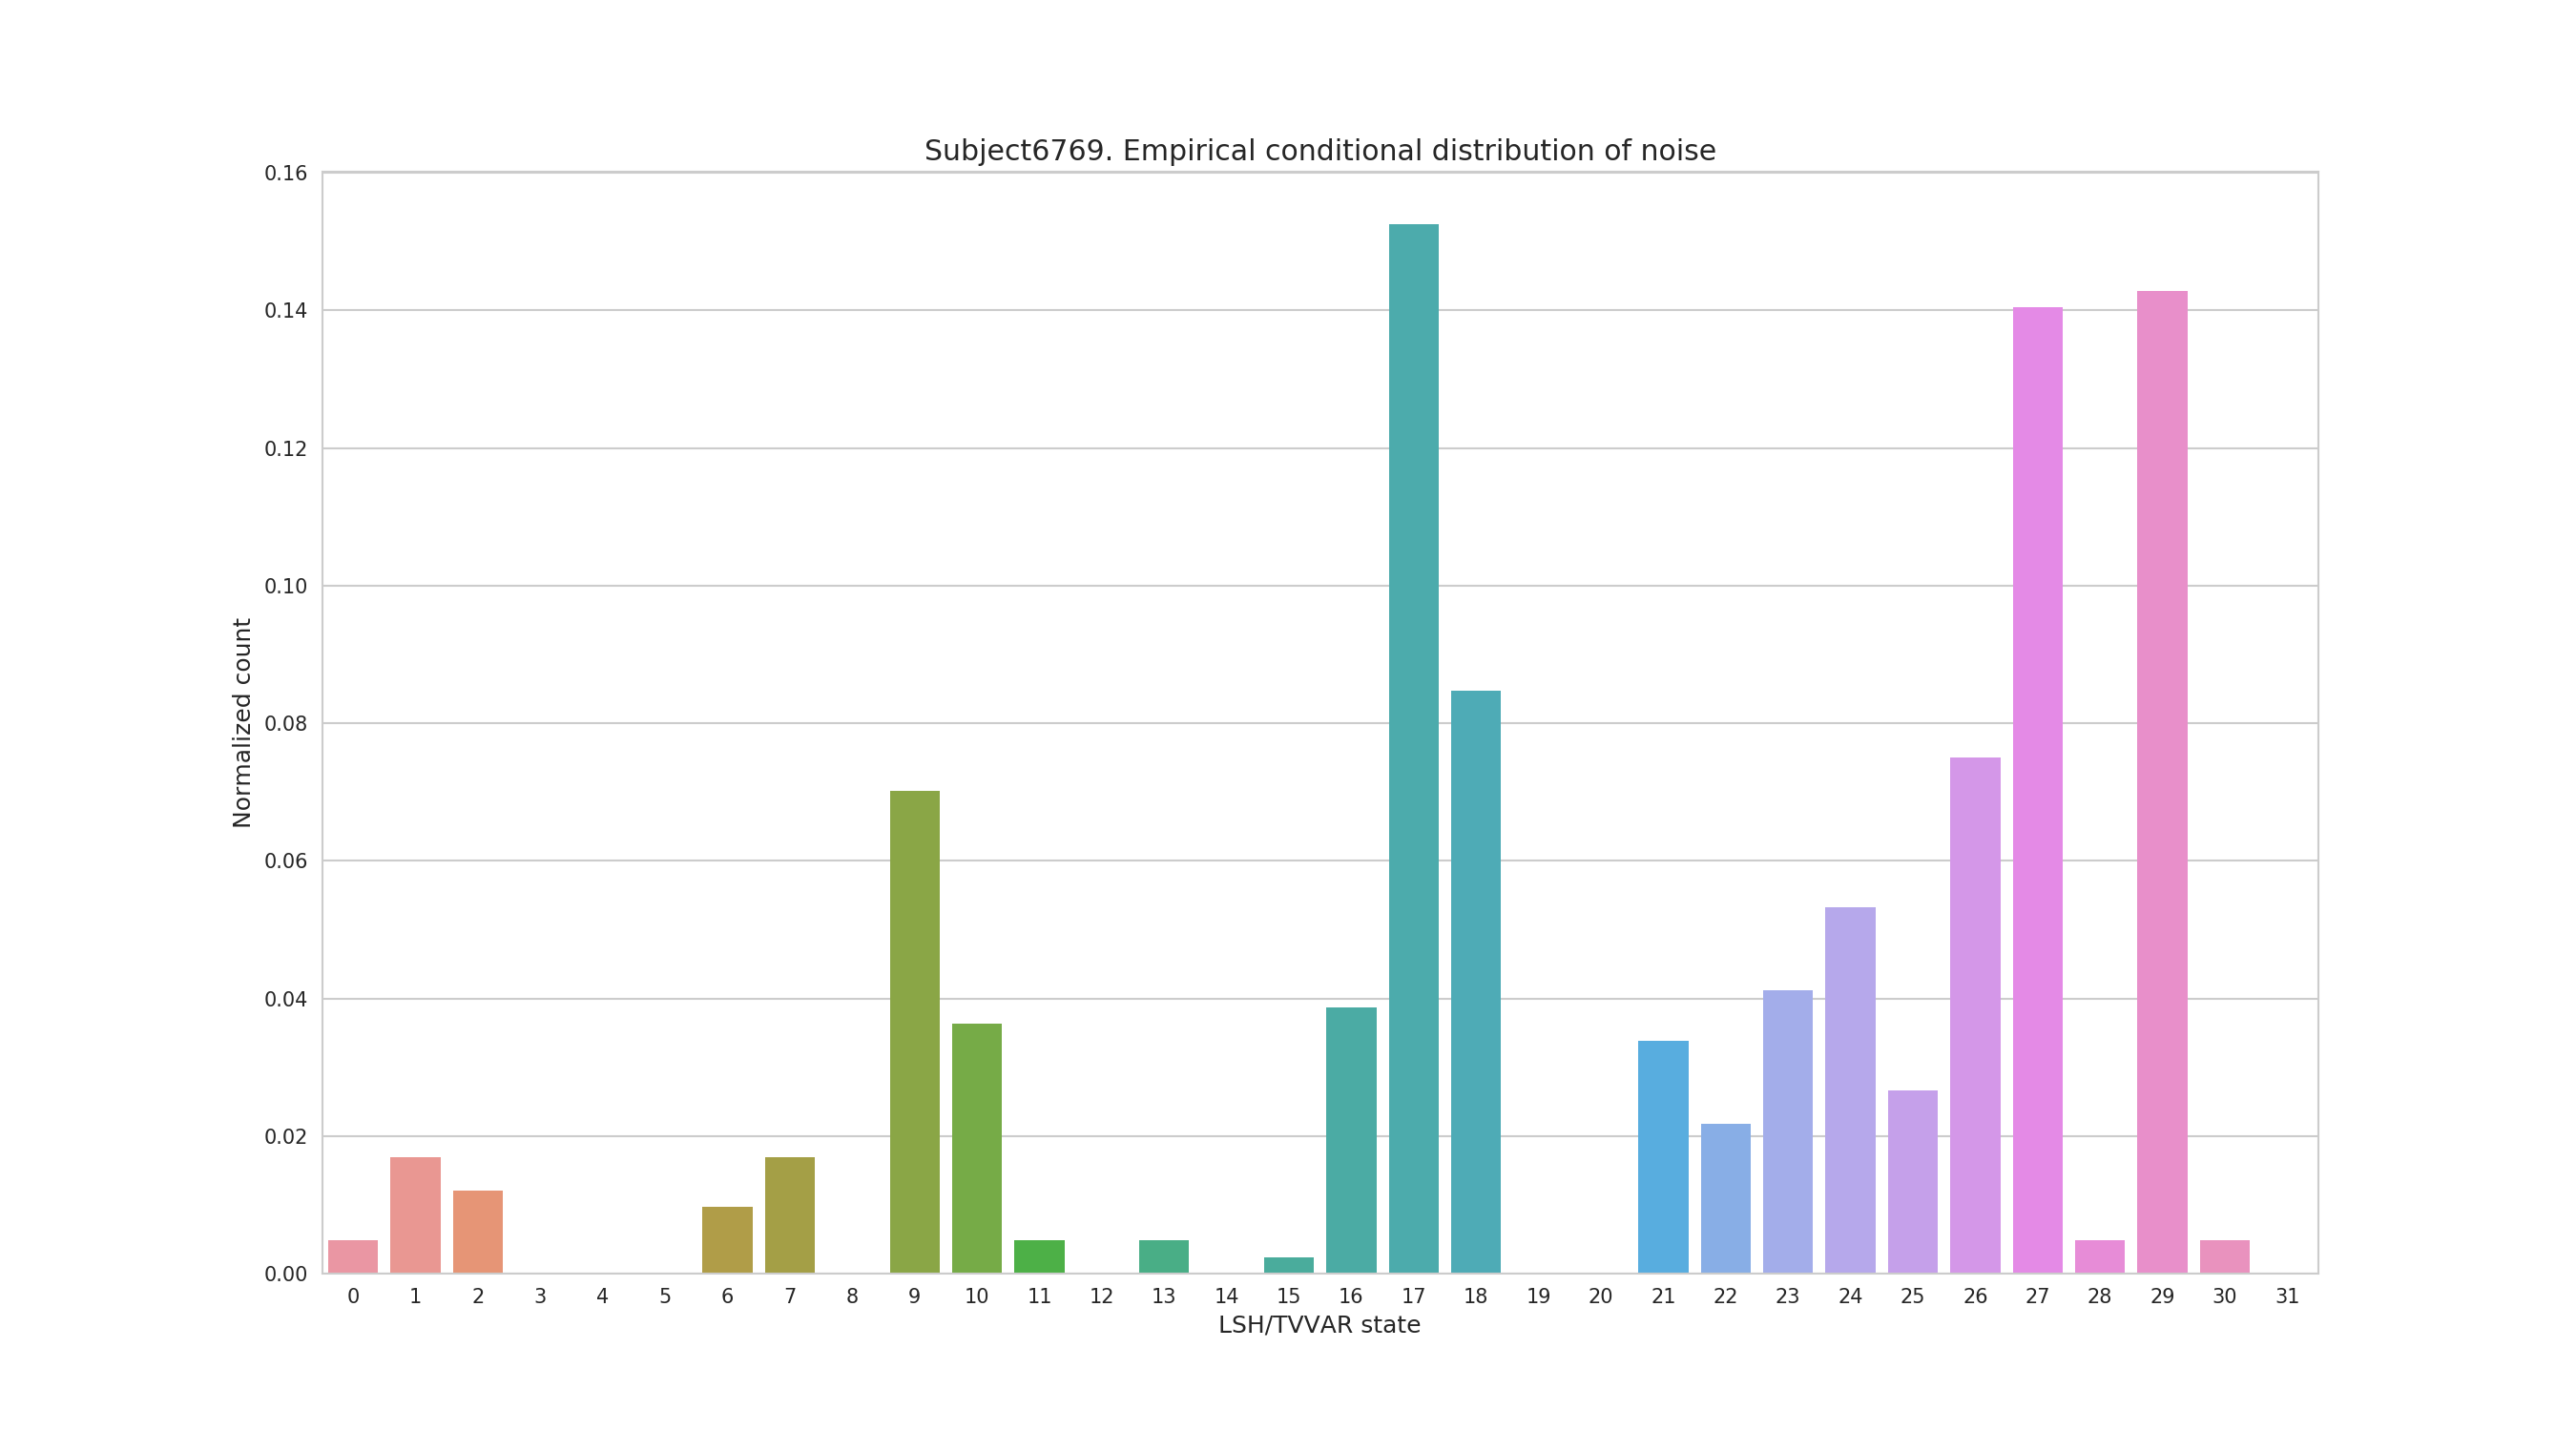 Subject6769. Empirical conditional distribution of noise
0.16
0.14
0.12
0.10
0.08
0.06
0.04
0.02
0.00
Normalized count
0 1 2 3 4 5 6 7 8 9 10 11 12 13 14 15 16 17 18 19 20 21 22 23 24 25 26 27 28 29 30 31
LSH/TVVAR state